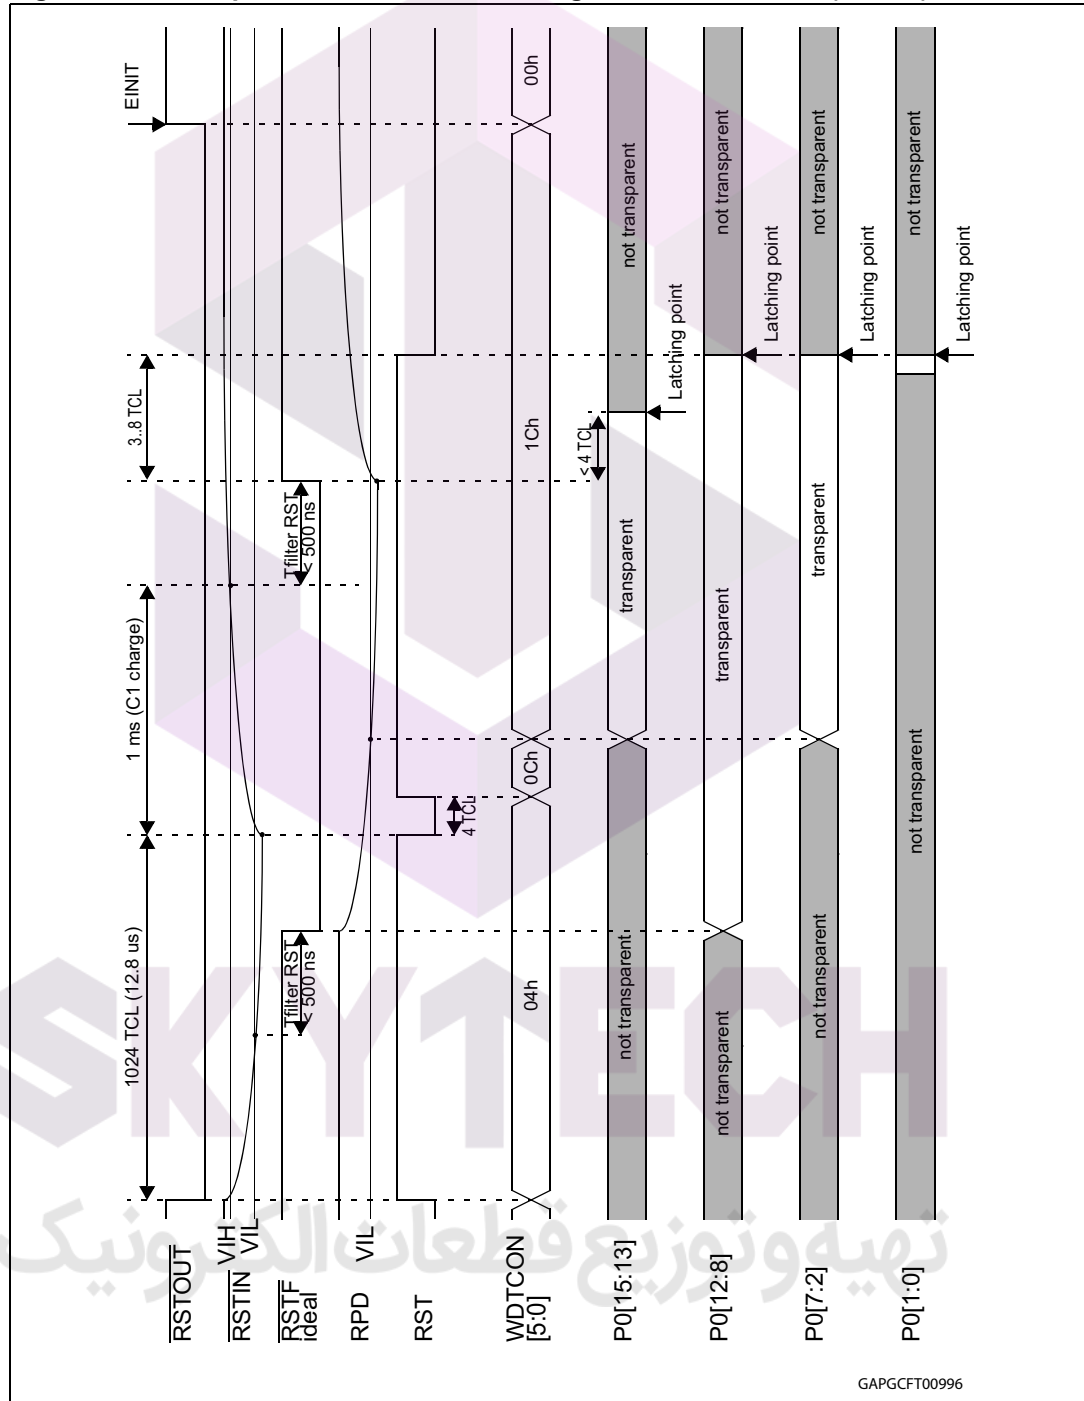 EINIT
3..8 TCL
1 ms (C1 charge)
1024 TCL (12.8 us)
Tfilter RST
< 500 ns
Tfilter RST
< 500 ns
4 TCL
< 4 TCL
RSTOUT
VIH
RSTIN
VIL
RSTF
ideal
RPD
VIL
RST
WDTCON
[5:0]
04h
0Ch
1Ch
00h
P0[15:13]
not transparent
transparent
not transparent
Latching point
P0[12:8]
not transparent
transparent
not transparent
Latching point
P0[7:2]
not transparent
transparent
not transparent
Latching point
P0[1:0]
not transparent
not transparent
Latching point
SKYTECH
تهیه و توزیع قطعات الکترونیک
GAPGCFT00996